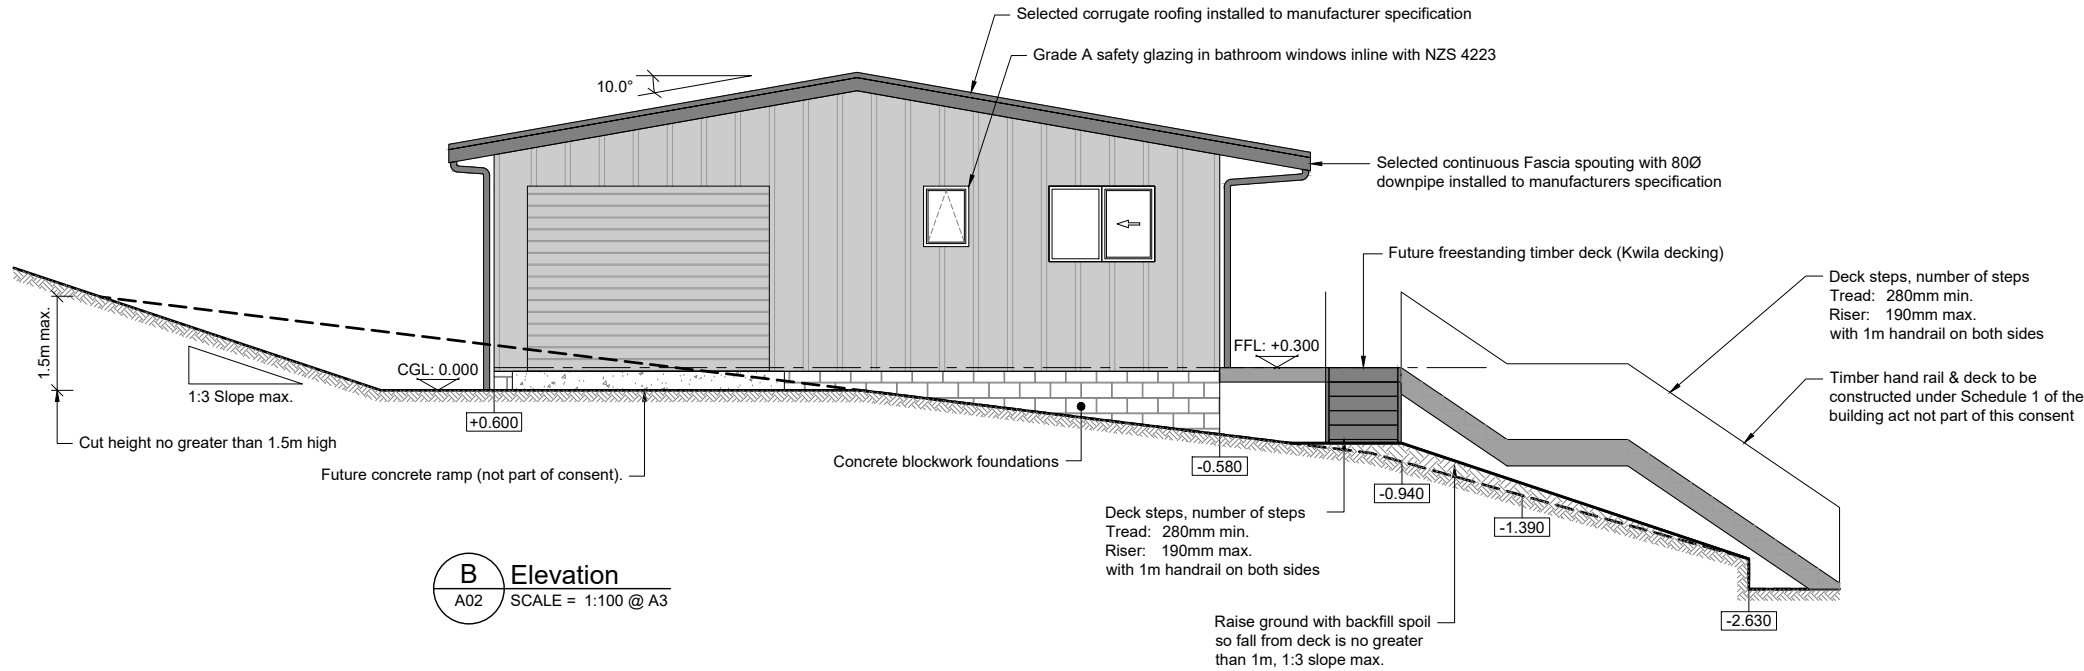 Selected corrugate roofing installed to manufacturer specification
Grade A safety glazing in bathroom windows inline with NZS 4223
10.0°
Selected continuous Fascia spouting with 80Ø
downpipe installed to manufacturers specification
Future freestanding timber deck (Kwila decking)
Deck steps, number of steps
Tread: 280mm min.
Riser: 190mm max.
with 1m handrail on both sides
1.5m max.
FFL: +0.300
CGL: 0.000
1:3 Slope max.
Timber hand rail & deck to be
constructed under Schedule 1 of the
building act not part of this consent
+0.600
Cut height no greater than 1.5m high
Future concrete ramp (not part of consent).
Concrete blockwork foundations
-0.580
-0.940
-1.390
Deck steps, number of steps
Tread: 280mm min.
Riser: 190mm max.
with 1m handrail on both sides
B
A02
Elevation
SCALE = 1:100 @ A3
-2.630
Raise ground with backfill spoil
so fall from deck is no greater
than 1m, 1:3 slope max.